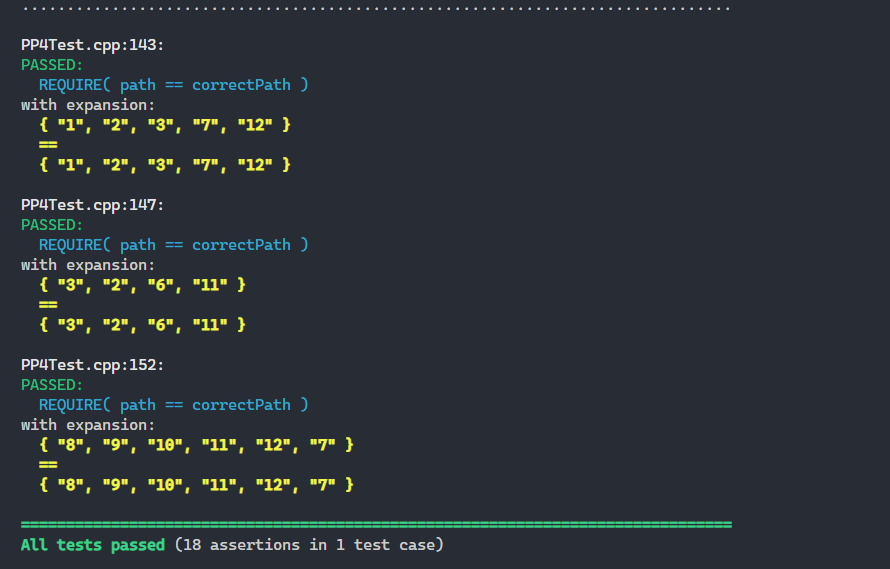 ...............................................................................
PP4Test.cpp:143:
PASSED:
  REQUIRE( path == correctPath )
with expansion:
  { "1", "2", "3", "7", "12" }
  ==
  { "1", "2", "3", "7", "12" }
PP4Test.cpp:147:
PASSED:
  REQUIRE( path == correctPath )
with expansion:
  { "3", "2", "6", "11" }
  ==
  { "3", "2", "6", "11" }
PP4Test.cpp:152:
PASSED:
  REQUIRE( path == correctPath )
with expansion:
  { "8", "9", "10", "11", "12", "7" }
  ==
  { "8", "9", "10", "11", "12", "7" }
===============================================================================
All tests passed (18 assertions in 1 test case)